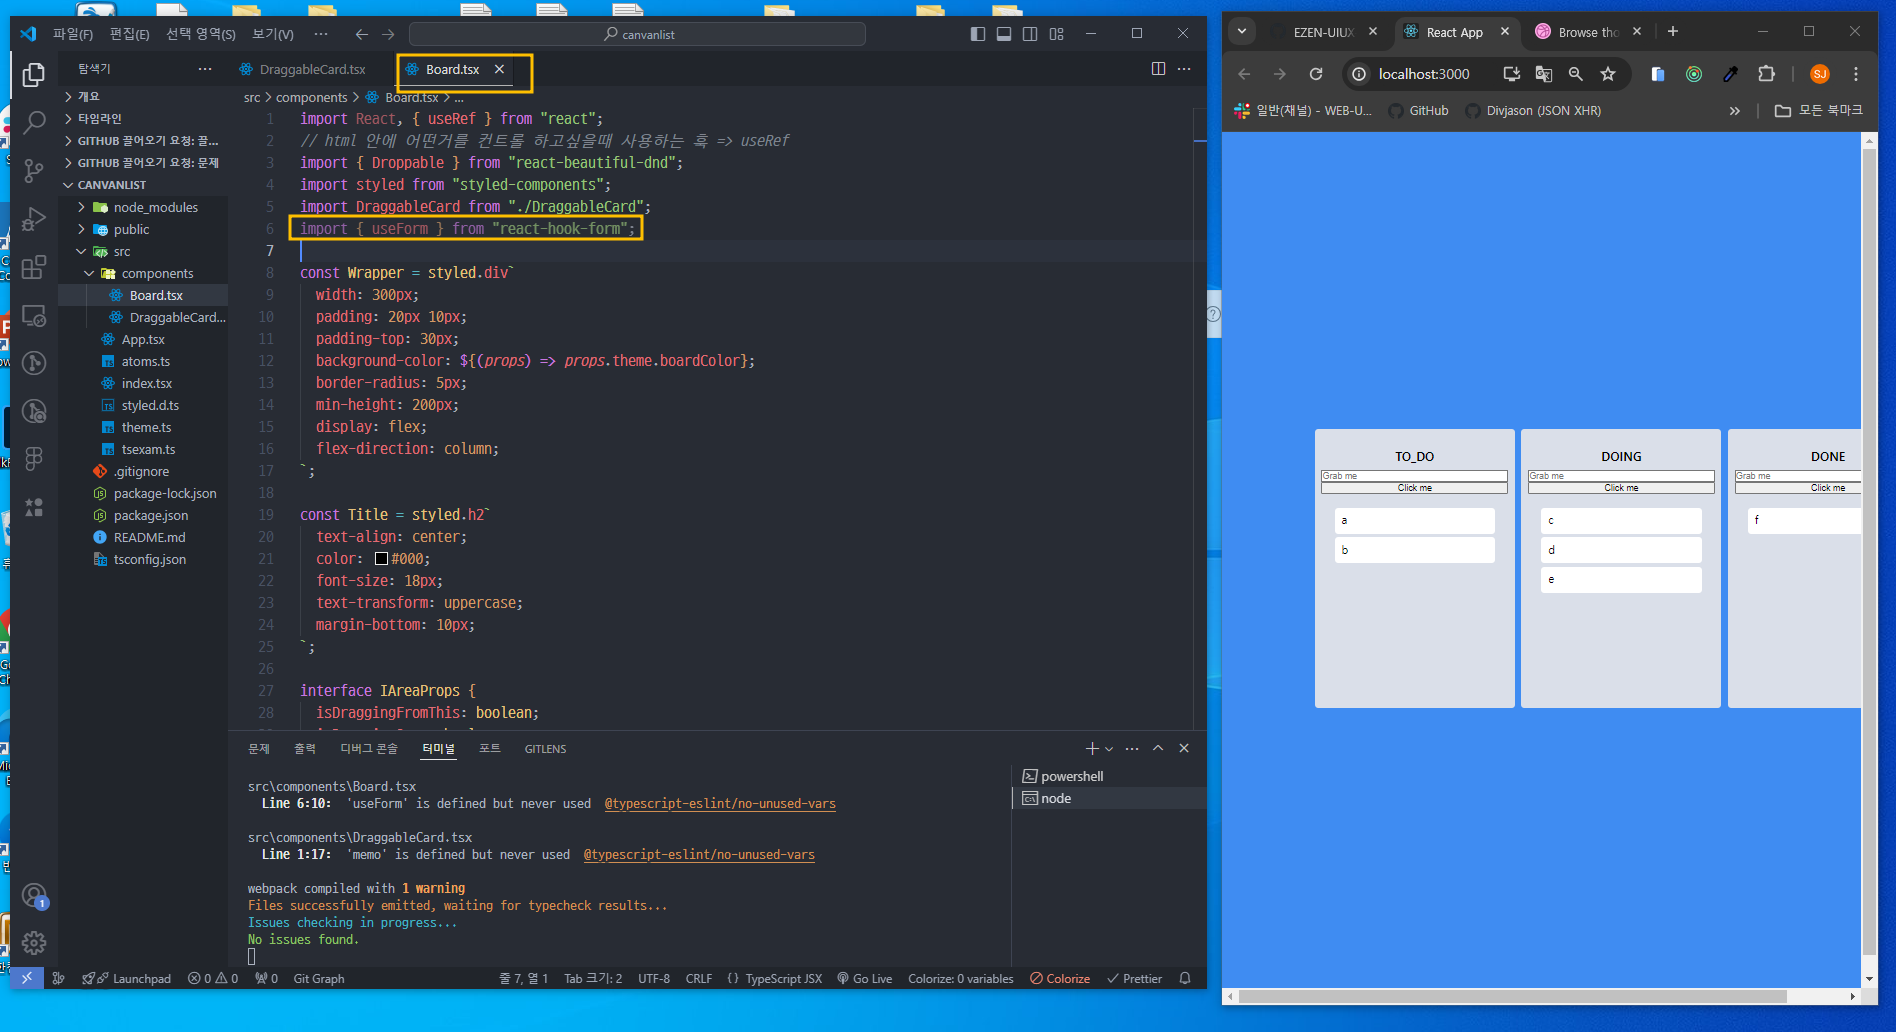 파일(F) 편집(E) 선택 영역(S) 보기(V) ... canvanlist
탐색기 ...
개요
타임라인
GITHUB 끌어오기 요청: 끌...
GITHUB 끌어오기 요청: 문제
CANVANLIST
node_modules
public
src
components
Board.tsx
DraggableCard...
App.tsx
atoms.ts
index.tsx
styled.d.ts
theme.ts
tsexam.ts
.gitignore
package-lock.json
package.json
README.md
tsconfig.json
DraggableCard.tsx Board.tsx
src > components > Board.tsx > ...
1 import React, { useRef } from "react";
2 // html 안에 어떤거를 컨트롤 하고싶을때 사용하는 훅 => useRef
3 import { Droppable } from "react-beautiful-dnd";
4 import styled from "styled-components";
5 import DraggableCard from "./DraggableCard";
6 import { useForm } from "react-hook-form";
7
8 const Wrapper = styled.div`
9 width: 300px;
10 padding: 20px 10px;
11 padding-top: 30px;
12 background-color: ${(props) => props.theme.boardColor};
13 border-radius: 5px;
14 min-height: 200px;
15 display: flex;
16 flex-direction: column;
17 `;
18
19 const Title = styled.h2`
20 text-align: center;
21 color: #000;
22 font-size: 18px;
23 text-transform: uppercase;
24 margin-bottom: 10px;
25 `;
26
27 interface IAreaProps {
28 isDraggingFromThis: boolean;
문제 출력 디버그 콘솔 터미널 포트 GITLENS
src\components\Board.tsx
Line 6:10: 'useForm' is defined but never used @typescript-eslint/no-unused-vars
src\components\DraggableCard.tsx
Line 1:17: 'memo' is defined but never used @typescript-eslint/no-unused-vars
webpack compiled with 1 warning
Files successfully emitted, waiting for typecheck results...
Issues checking in progress...
No issues found.
powershell
node
Launchpad 0 0 0 Git Graph 줄 7, 열 1 Tab 크기: 2 UTF-8 CRLF {} TypeScript JSX Go Live Colorize: 0 variables Colorize Prettier
1
EZEN-UIUX React App Browse tho
localhost:3000 SJ
일반(채널) - WEB-U... GitHub Divjason (JSON XHR) » 모든 북마크
TO_DO
Grab me
Click me
a
b
DOING
Grab me
Click me
c
d
e
DONE
Grab me
Click me
f